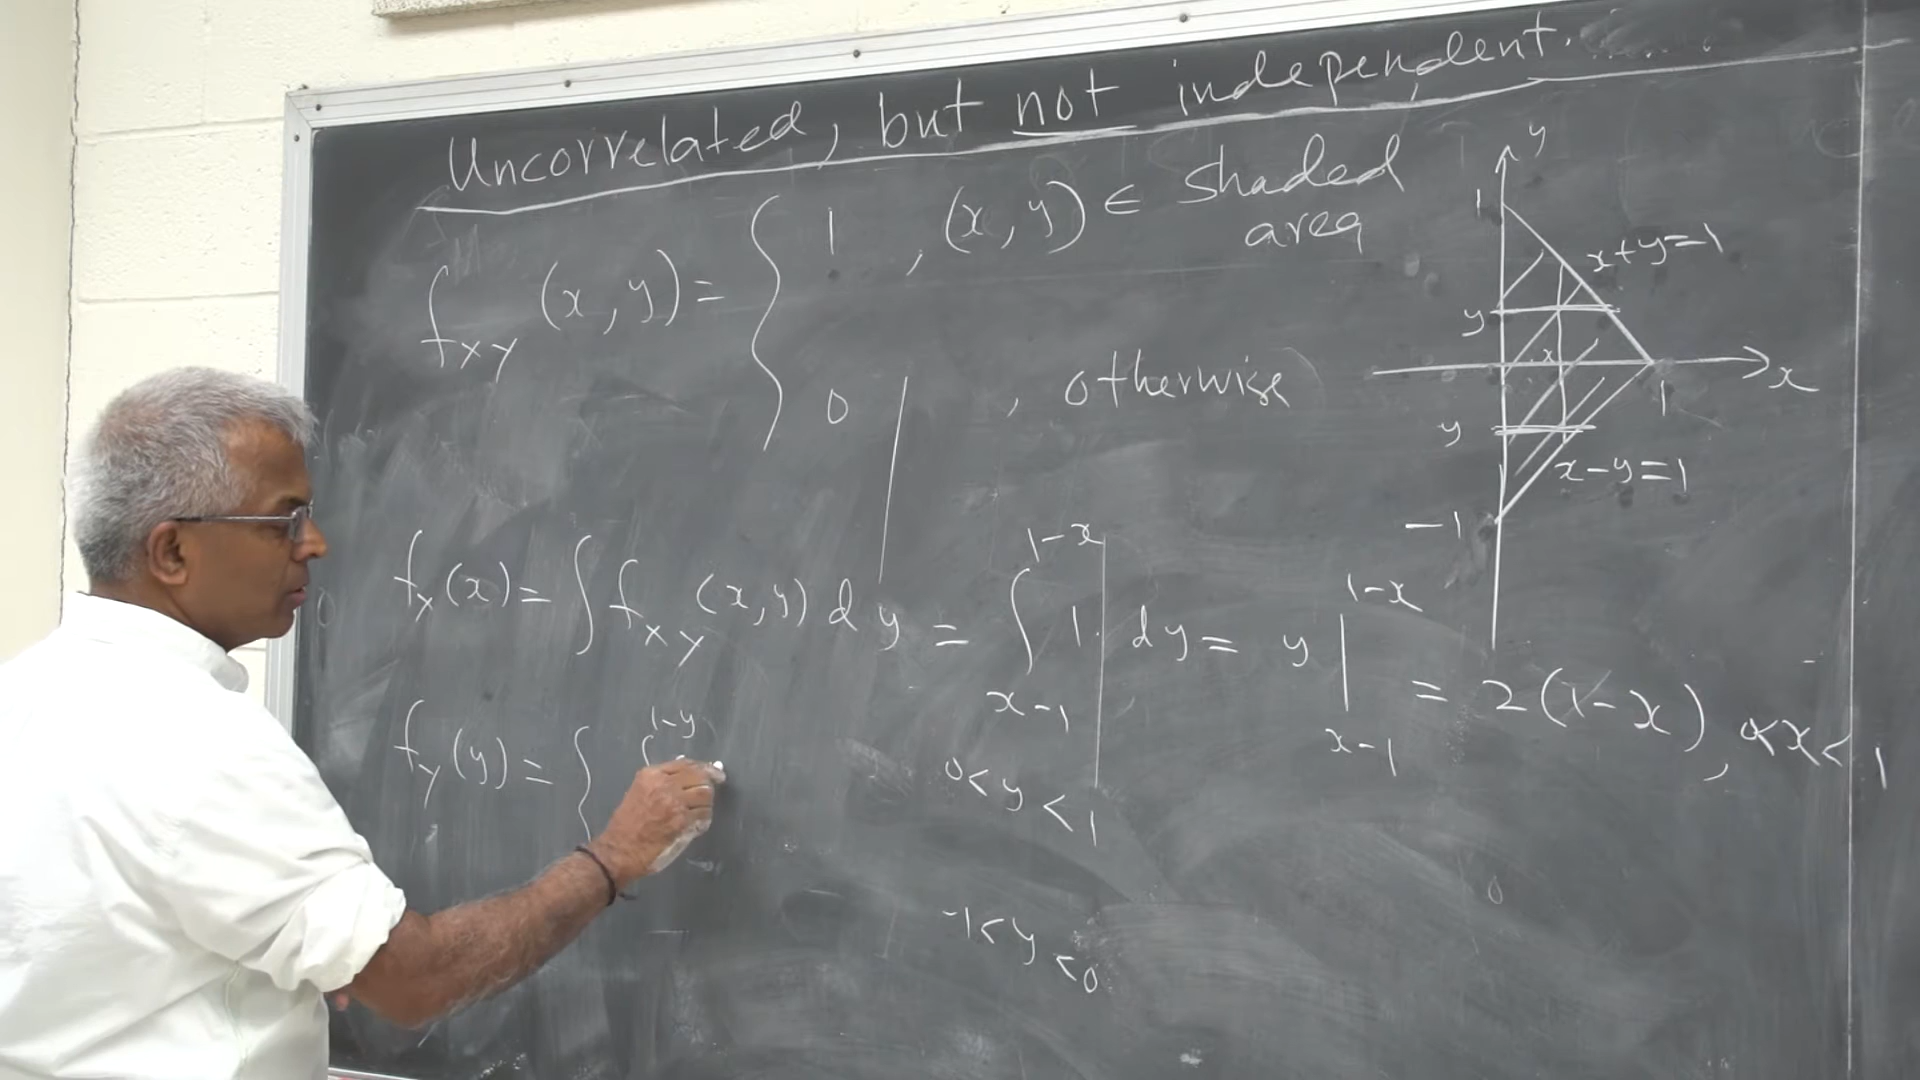 Uncorrelated, but not independent.
f_XY (x, y) = { 1 , (x, y) ∈ shaded area
0 , otherwise
y
1
x+y=1
y
x
x
1
y
x-y=1
-1
f_X(x) = ∫ f_XY (x, y) dy = ∫_{x-1}^{1-x} 1. dy = y |_{x-1}^{1-x} = 2(1-x), 0<x<1
f_Y(y) = { ∫^{1-y} 0<y<1
-1<y<0